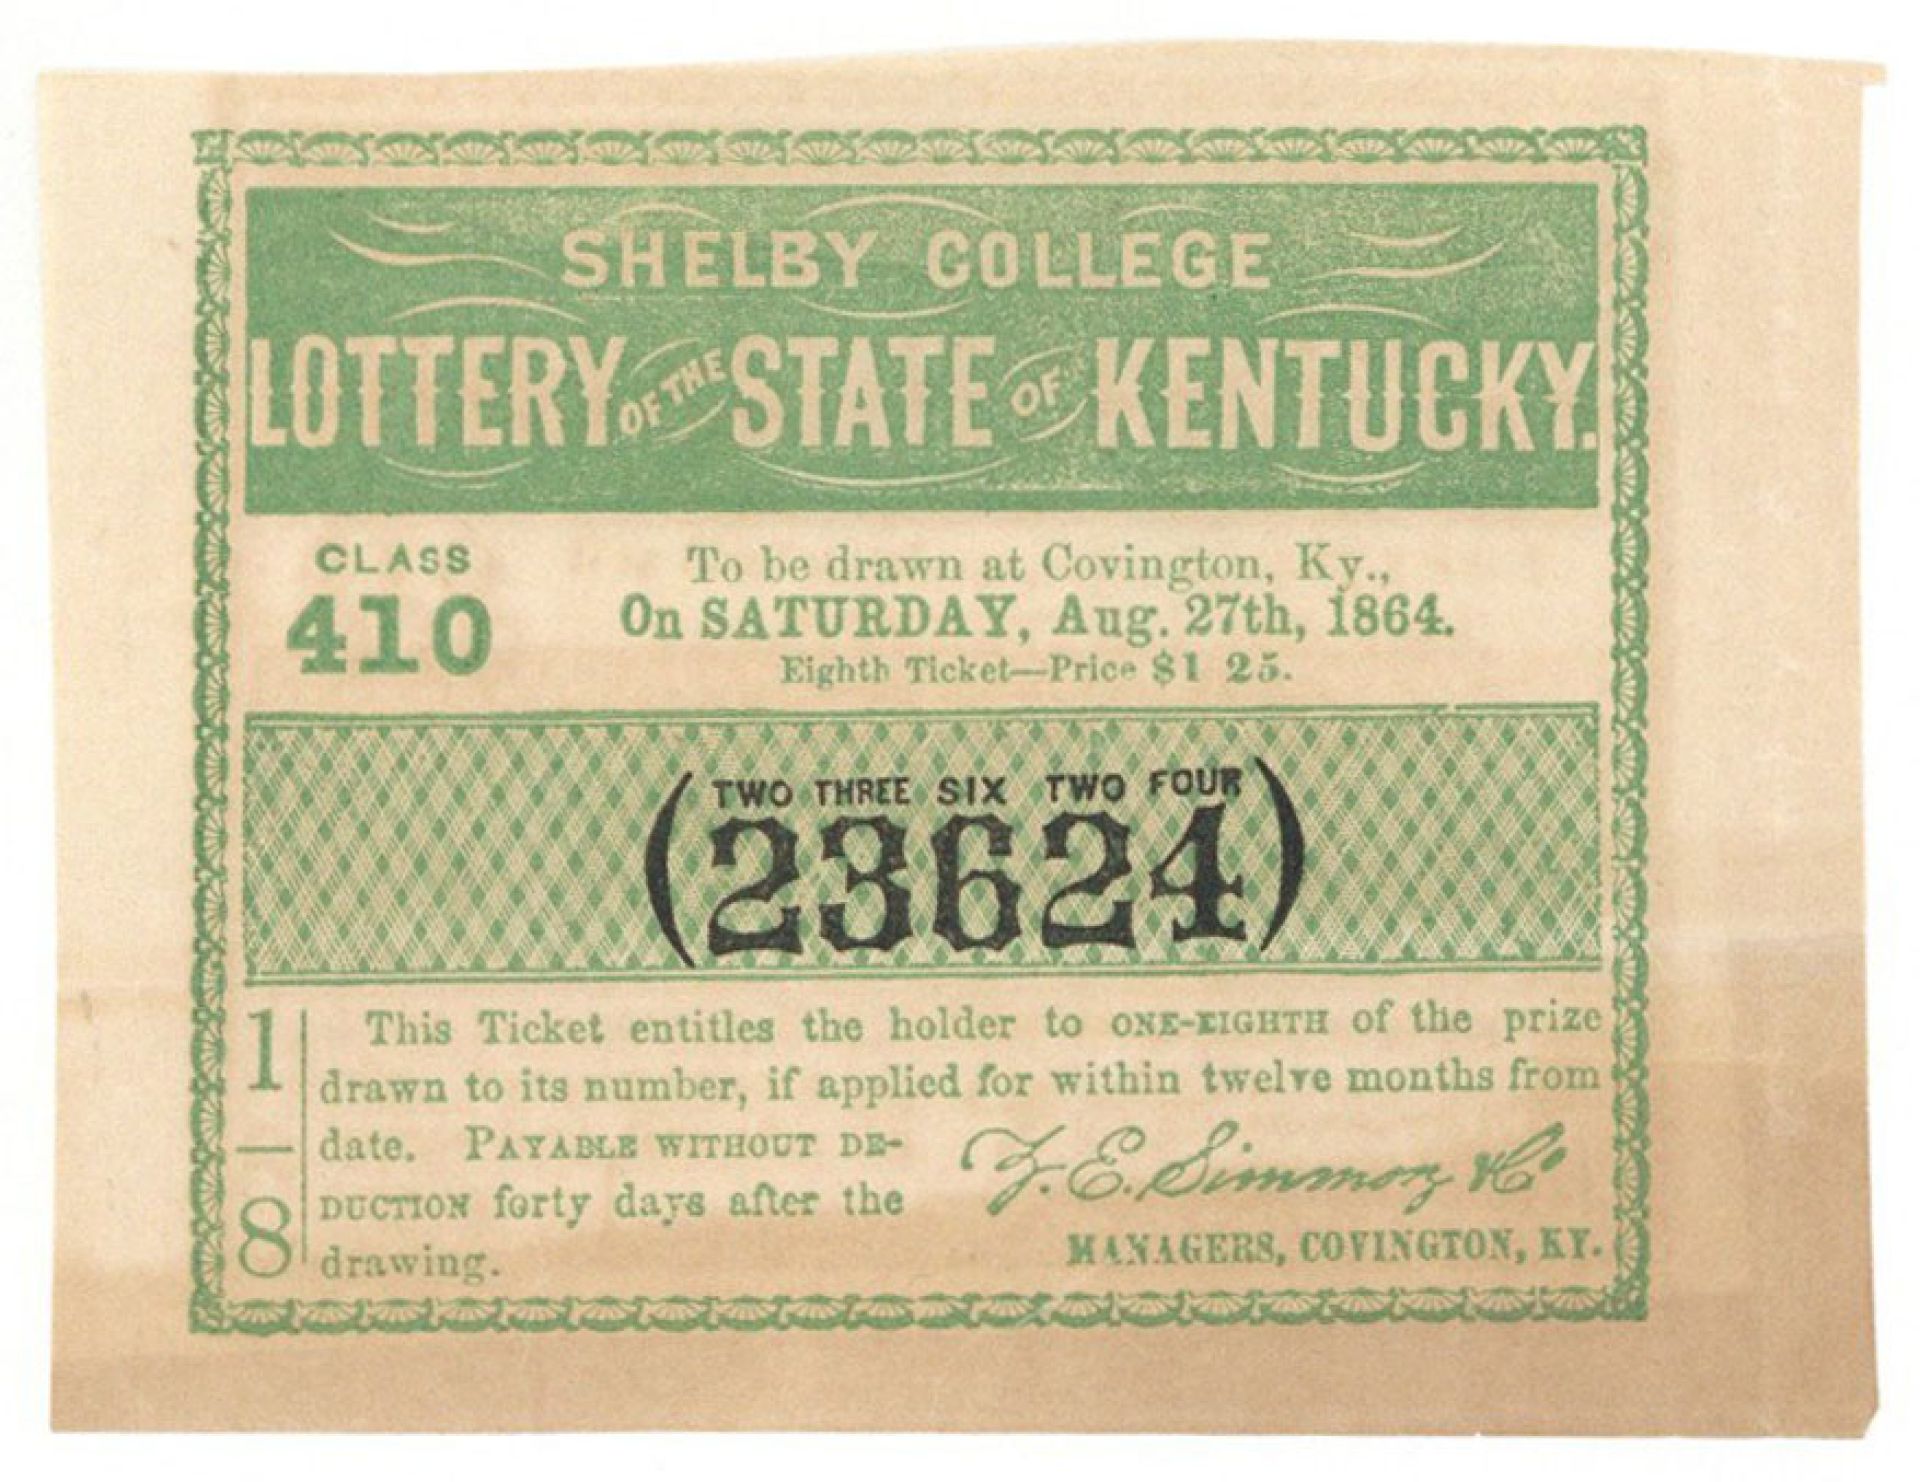 SHELBY COLLEGE
LOTTERY OF THE STATE OF KENTUCKY.
CLASS
410
To be drawn at Covington, Ky.,
On SATURDAY, Aug. 27th, 1864.
Eighth Ticket—Price $1 25.
(TWO THREE SIX TWO FOUR
23624)
1
—
8
This Ticket entitles the holder to ONE-EIGHTH of the prize
drawn to its number, if applied for within twelve months from
date. PAYABLE WITHOUT DE-
DUCTION forty days after the
drawing.
Z. E. Simmons & Co
MANAGERS, COVINGTON, KY.